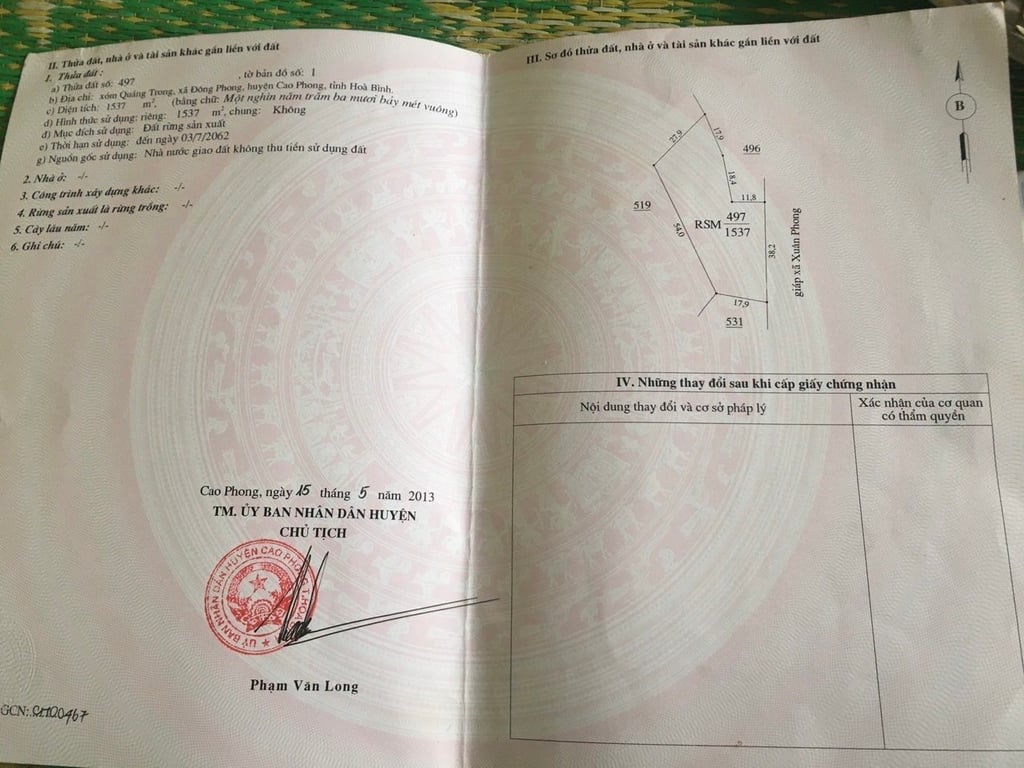 II. Thửa đất, nhà ở và tài sản khác gắn liền với đất
1. Thửa đất:
a) Thửa đất số: 497 , tờ bản đồ số: 1
b) Địa chỉ: xóm Quáng Trong, xã Đông Phong, huyện Cao Phong, tỉnh Hoà Bình.
c) Diện tích: 1537 m², (bằng chữ: Một nghìn năm trăm ba mươi bảy mét vuông)
d) Hình thức sử dụng: riêng: 1537 m², chung: Không
đ) Mục đích sử dụng: Đất rừng sản xuất
e) Thời hạn sử dụng: đến ngày 03/7/2062
g) Nguồn gốc sử dụng: Nhà nước giao đất không thu tiền sử dụng đất
2. Nhà ở: -/-
3. Công trình xây dựng khác: -/-
4. Rừng sản xuất là rừng trồng: -/-
5. Cây lâu năm: -/-
6. Ghi chú: -/-
Cao Phong, ngày 15 tháng 5 năm 2013
TM. ỦY BAN NHÂN DÂN HUYỆN
CHỦ TỊCH
ỦY BAN NHÂN DÂN HUYỆN CAO PHONG
Phạm Văn Long
GCN:
III. Sơ đồ thửa đất, nhà ở và tài sản khác gắn liền với đất
B
27,9
17,9
496
18,4
11,8
519
RSM 497
1537
54,0
38,2
giáp xã Xuân Phong
17,9
531
IV. Những thay đổi sau khi cấp giấy chứng nhận
Nội dung thay đổi và cơ sở pháp lý
Xác nhận của cơ quan
có thẩm quyền